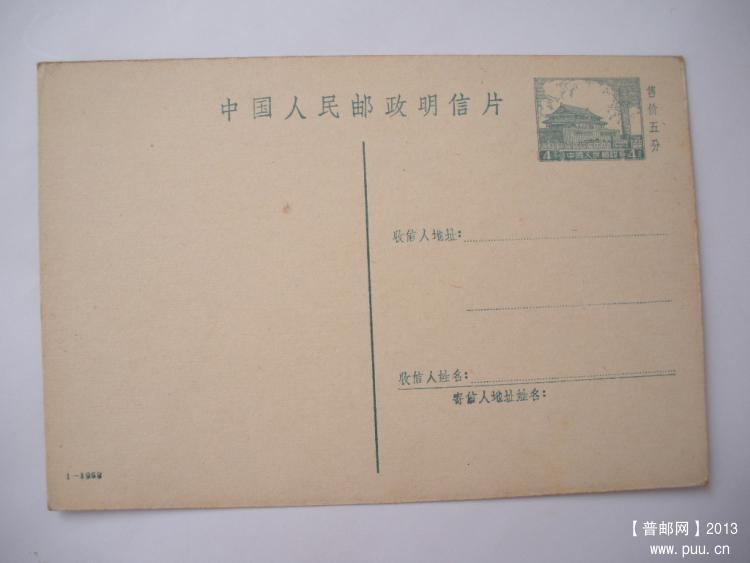 中国人民邮政明信片
售价五分
4 中国人民邮政 4
收信人地址:
收信人姓名:
寄信人地址姓名:
【普邮网】2013
www.puu.cn